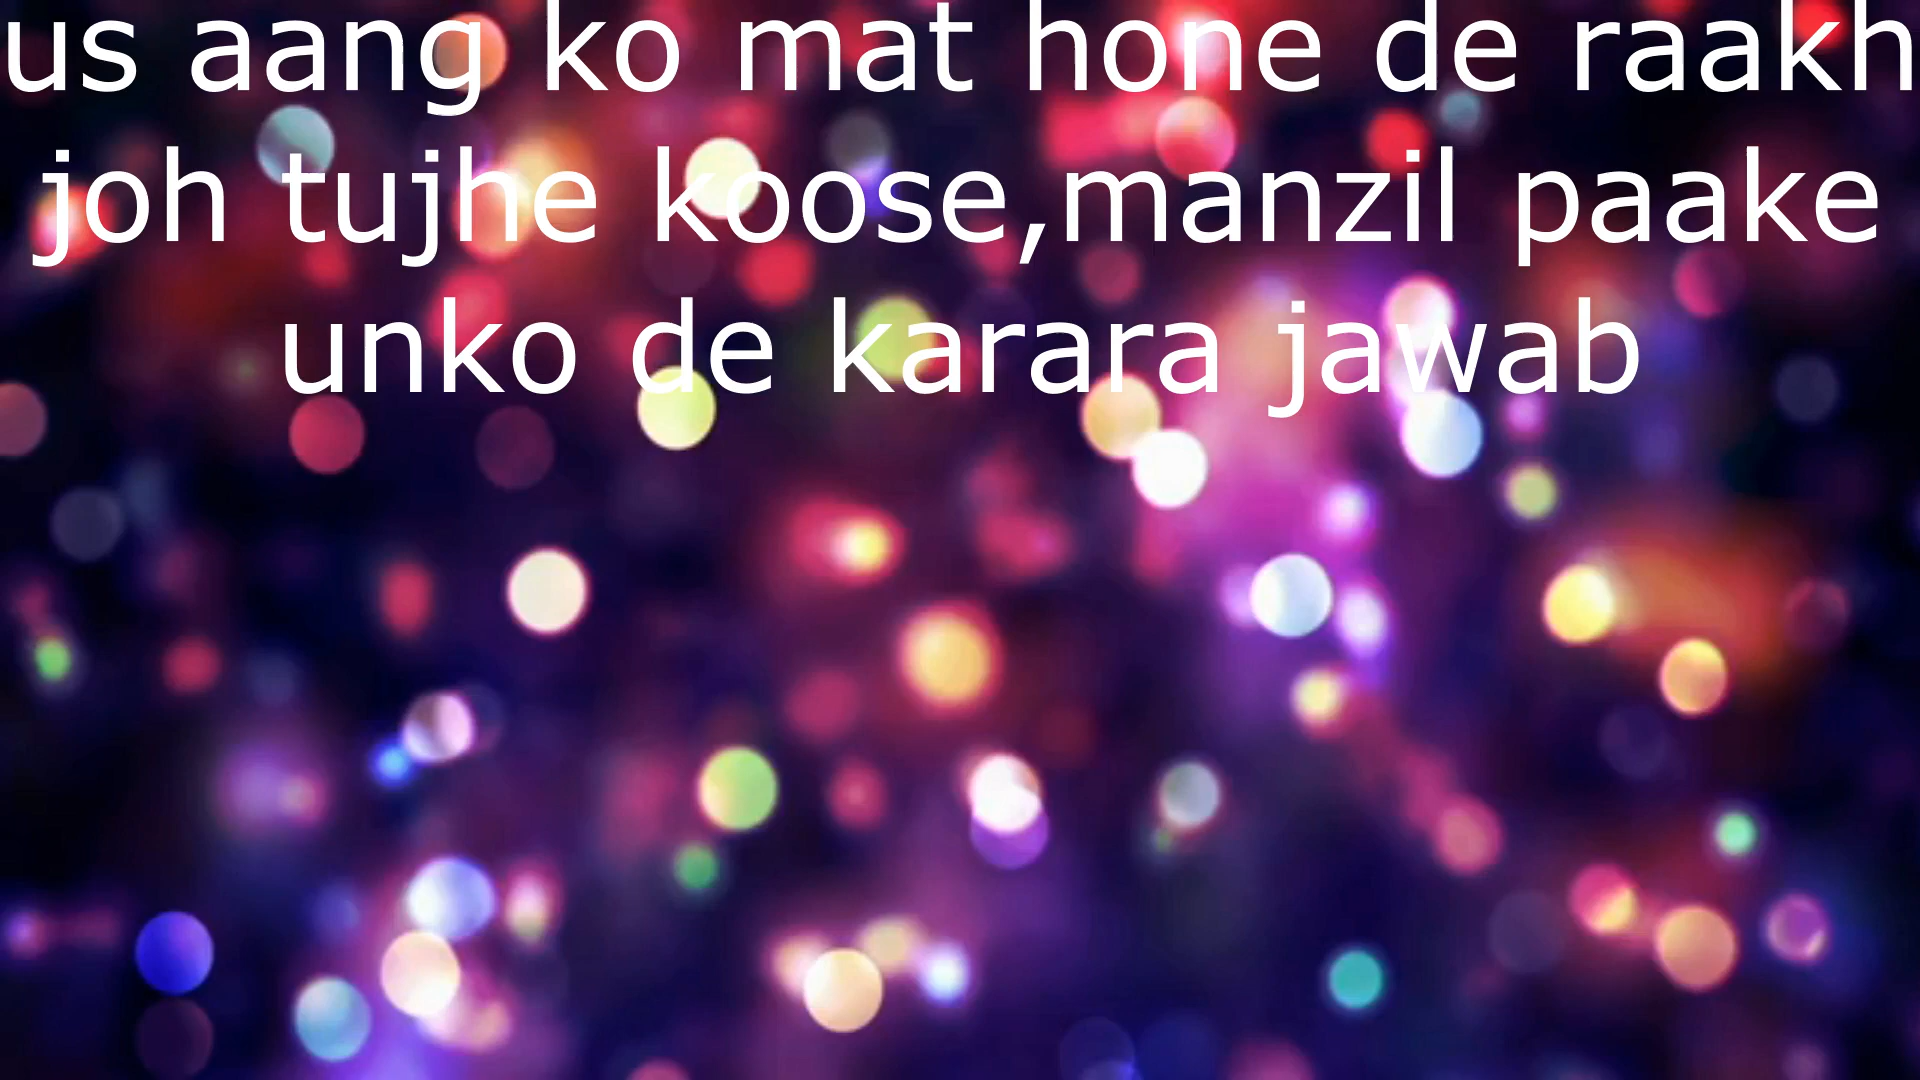 us aang ko mat hone de raakh
joh tujhe koose,manzil paake
unko de karara jawab